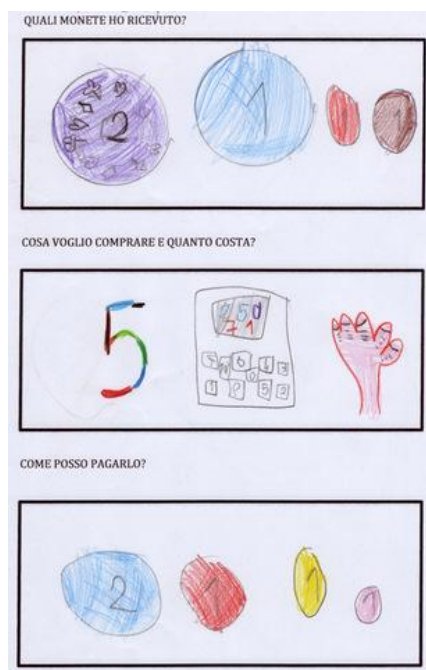 QUALI MONETE HO RICEVUTO?
2 1 1 1
COSA VOGLIO COMPRARE E QUANTO COSTA?
5
COME POSSO PAGARLO?
2 1 1 1